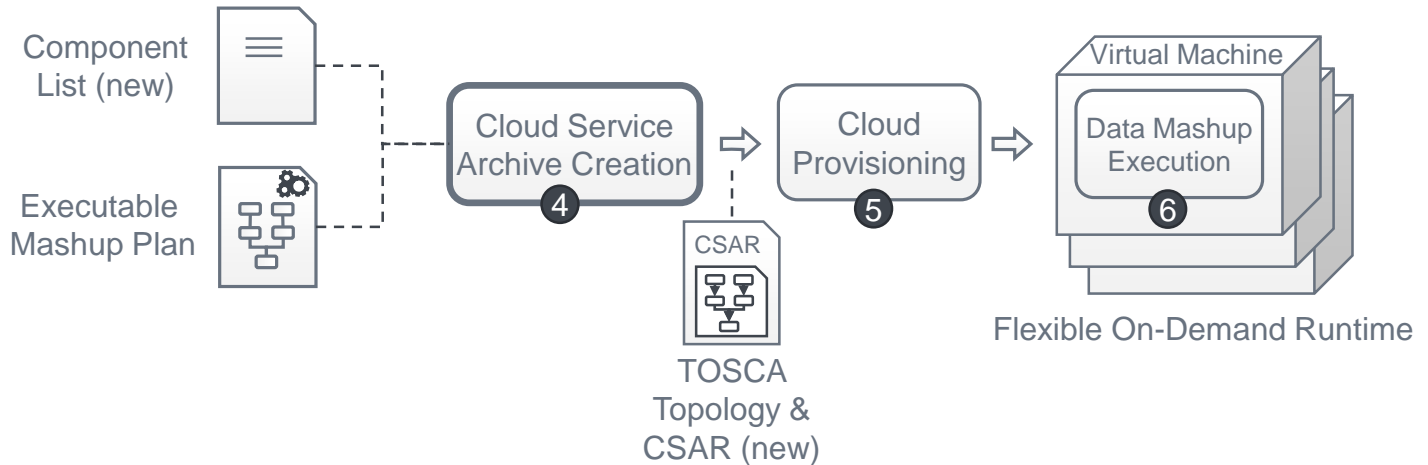 Component
List (new)
Executable
Mashup Plan
Cloud Service
Archive Creation
4
CSAR
TOSCA
Topology &
CSAR (new)
Cloud
Provisioning
5
Virtual Machine
Data Mashup
Execution
6
Flexible On-Demand Runtime